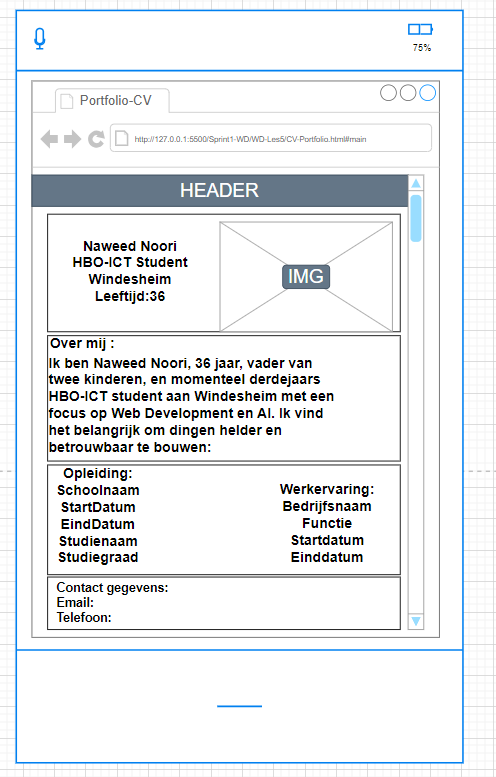 75%
Portfolio-CV
http://127.0.0.1:5500/Sprint1-WD/WD-Les5/CV-Portfolio.html#main
HEADER
Naweed Noori
HBO-ICT Student
Windesheim
Leeftijd:36
IMG
Over mij :
Ik ben Naweed Noori, 36 jaar, vader van
twee kinderen, en momenteel derdejaars
HBO-ICT student aan Windesheim met een
focus op Web Development en AI. Ik vind
het belangrijk om dingen helder en
betrouwbaar te bouwen:
Opleiding:
Schoolnaam
StartDatum
EindDatum
Studienaam
Studiegraad
Werkervaring:
Bedrijfsnaam
Functie
Startdatum
Einddatum
Contact gegevens:
Email:
Telefoon: